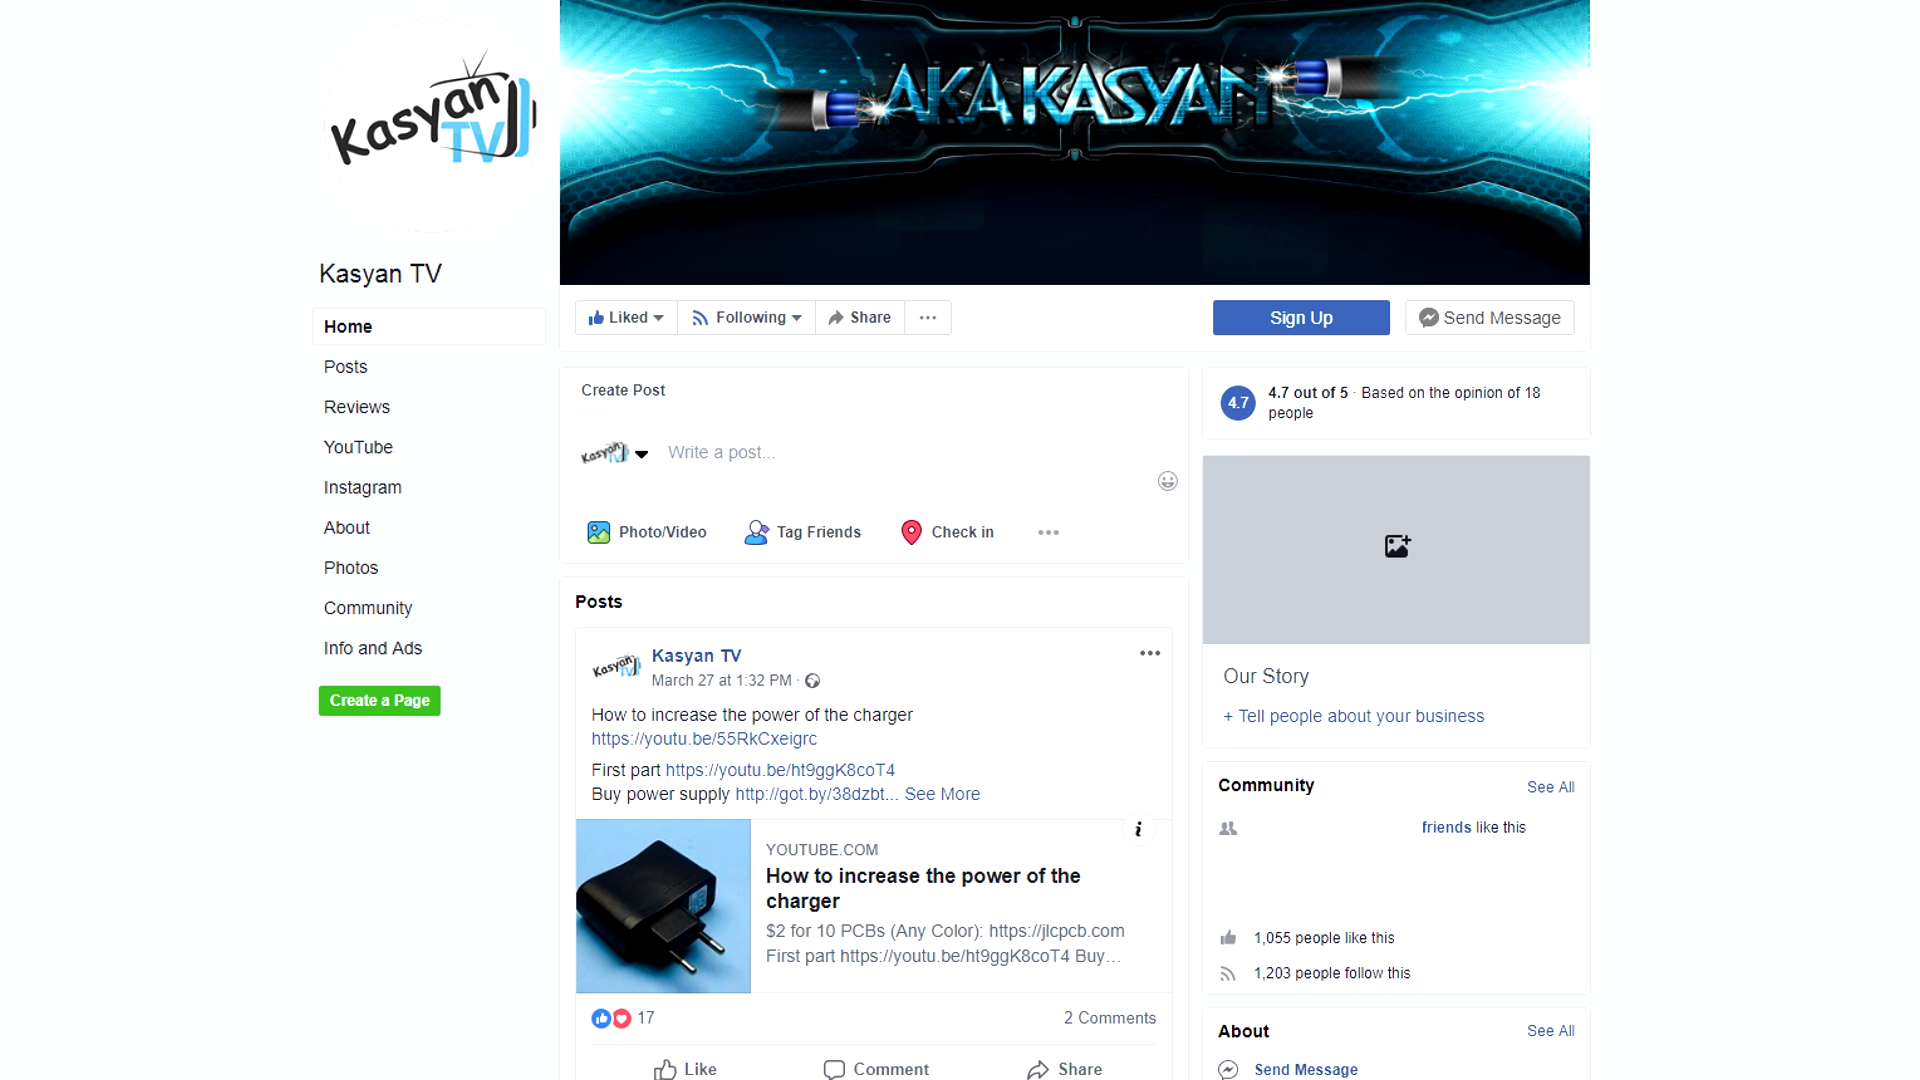 Kasyan
TV
AKA KASYAN
Kasyan TV
Home
Posts
Reviews
YouTube
Instagram
About
Photos
Community
Info and Ads
Create a Page
Liked
Following
Share
Sign Up
Send Message
Create Post
Kasyan
TV
Write a post...
Photo/Video
Tag Friends
Check in
Posts
Kasyan
TV
Kasyan TV
March 27 at 1:32 PM ·
How to increase the power of the charger
https://youtu.be/55RkCxeigrc
First part https://youtu.be/ht9ggK8coT4
Buy power supply http://got.by/38dzbt... See More
YOUTUBE.COM
How to increase the power of the
charger
$2 for 10 PCBs (Any Color): https://jlcpcb.com
First part https://youtu.be/ht9ggK8coT4 Buy...
17
2 Comments
Like
Comment
Share
4.7
4.7 out of 5 · Based on the opinion of 18
people
Our Story
+ Tell people about your business
Community
See All
friends like this
1,055 people like this
1,203 people follow this
About
See All
Send Message